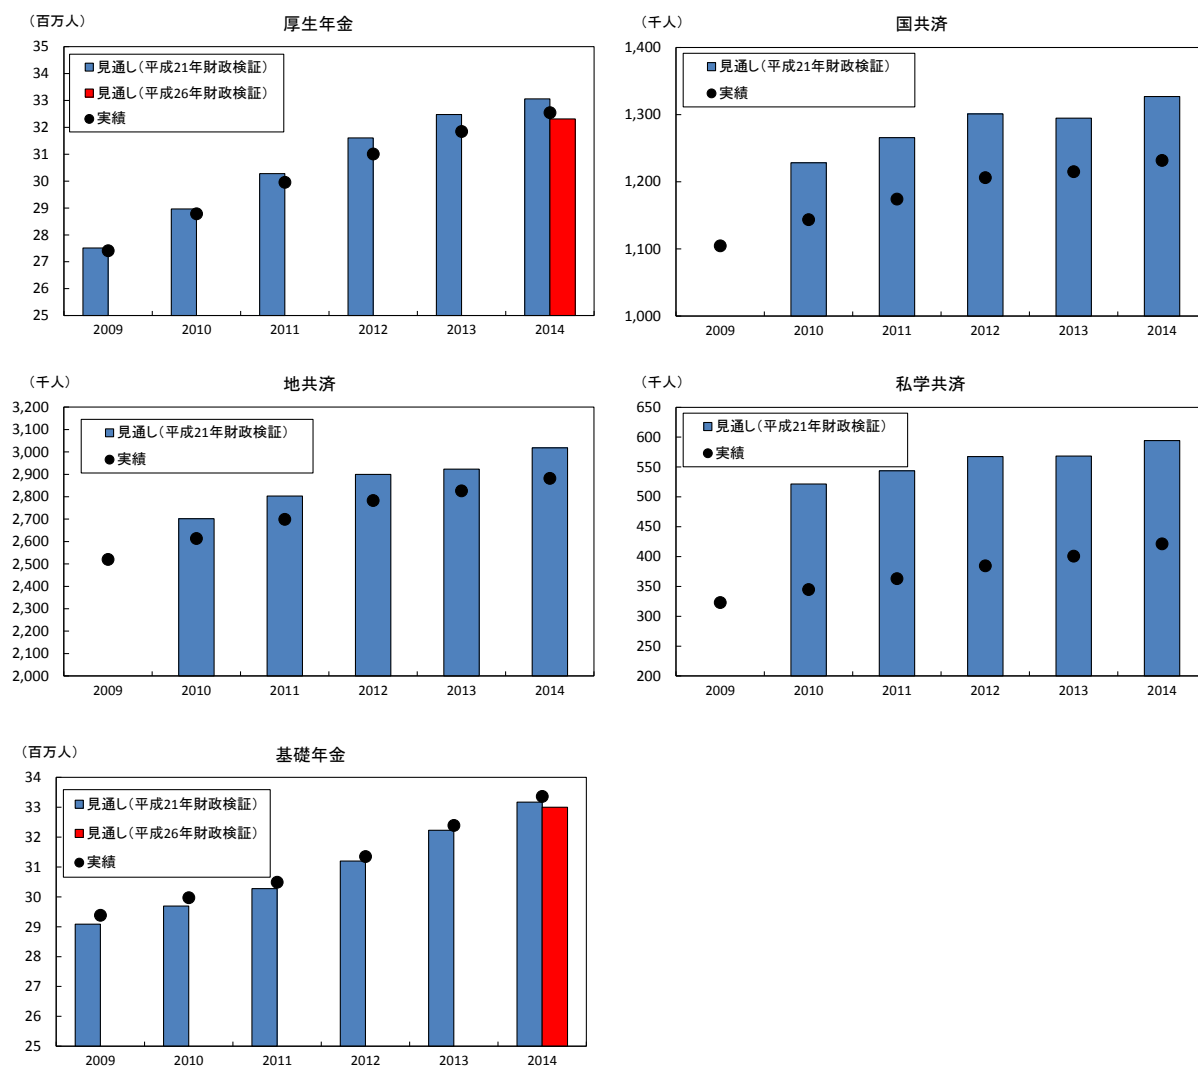 （百万人）
厚生年金
35
34
33
32
31
30
29
28
27
26
25
見通し（平成21年財政検証）
見通し（平成26年財政検証）
実績
2009 2010 2011 2012 2013 2014
（千人）
国共済
1,400
1,300
1,200
1,100
1,000
見通し（平成21年財政検証）
実績
2009 2010 2011 2012 2013 2014
（千人）
地共済
3,200
3,100
3,000
2,900
2,800
2,700
2,600
2,500
2,400
2,300
2,200
2,100
2,000
見通し（平成21年財政検証）
実績
2009 2010 2011 2012 2013 2014
（千人）
私学共済
650
600
550
500
450
400
350
300
250
200
見通し（平成21年財政検証）
実績
2009 2010 2011 2012 2013 2014
（百万人）
基礎年金
34
33
32
31
30
29
28
27
26
25
見通し（平成21年財政検証）
見通し（平成26年財政検証）
実績
2009 2010 2011 2012 2013 2014